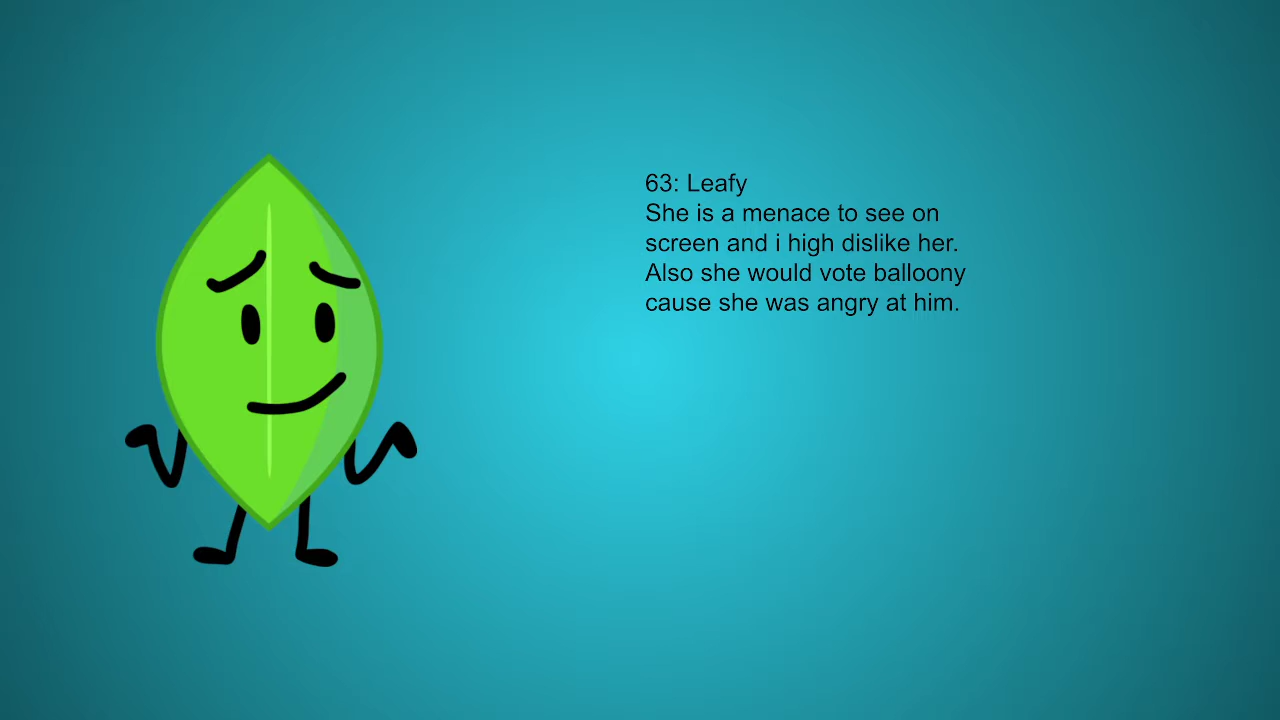 63: Leafy
She is a menace to see on
screen and i high dislike her.
Also she would vote balloony
cause she was angry at him.